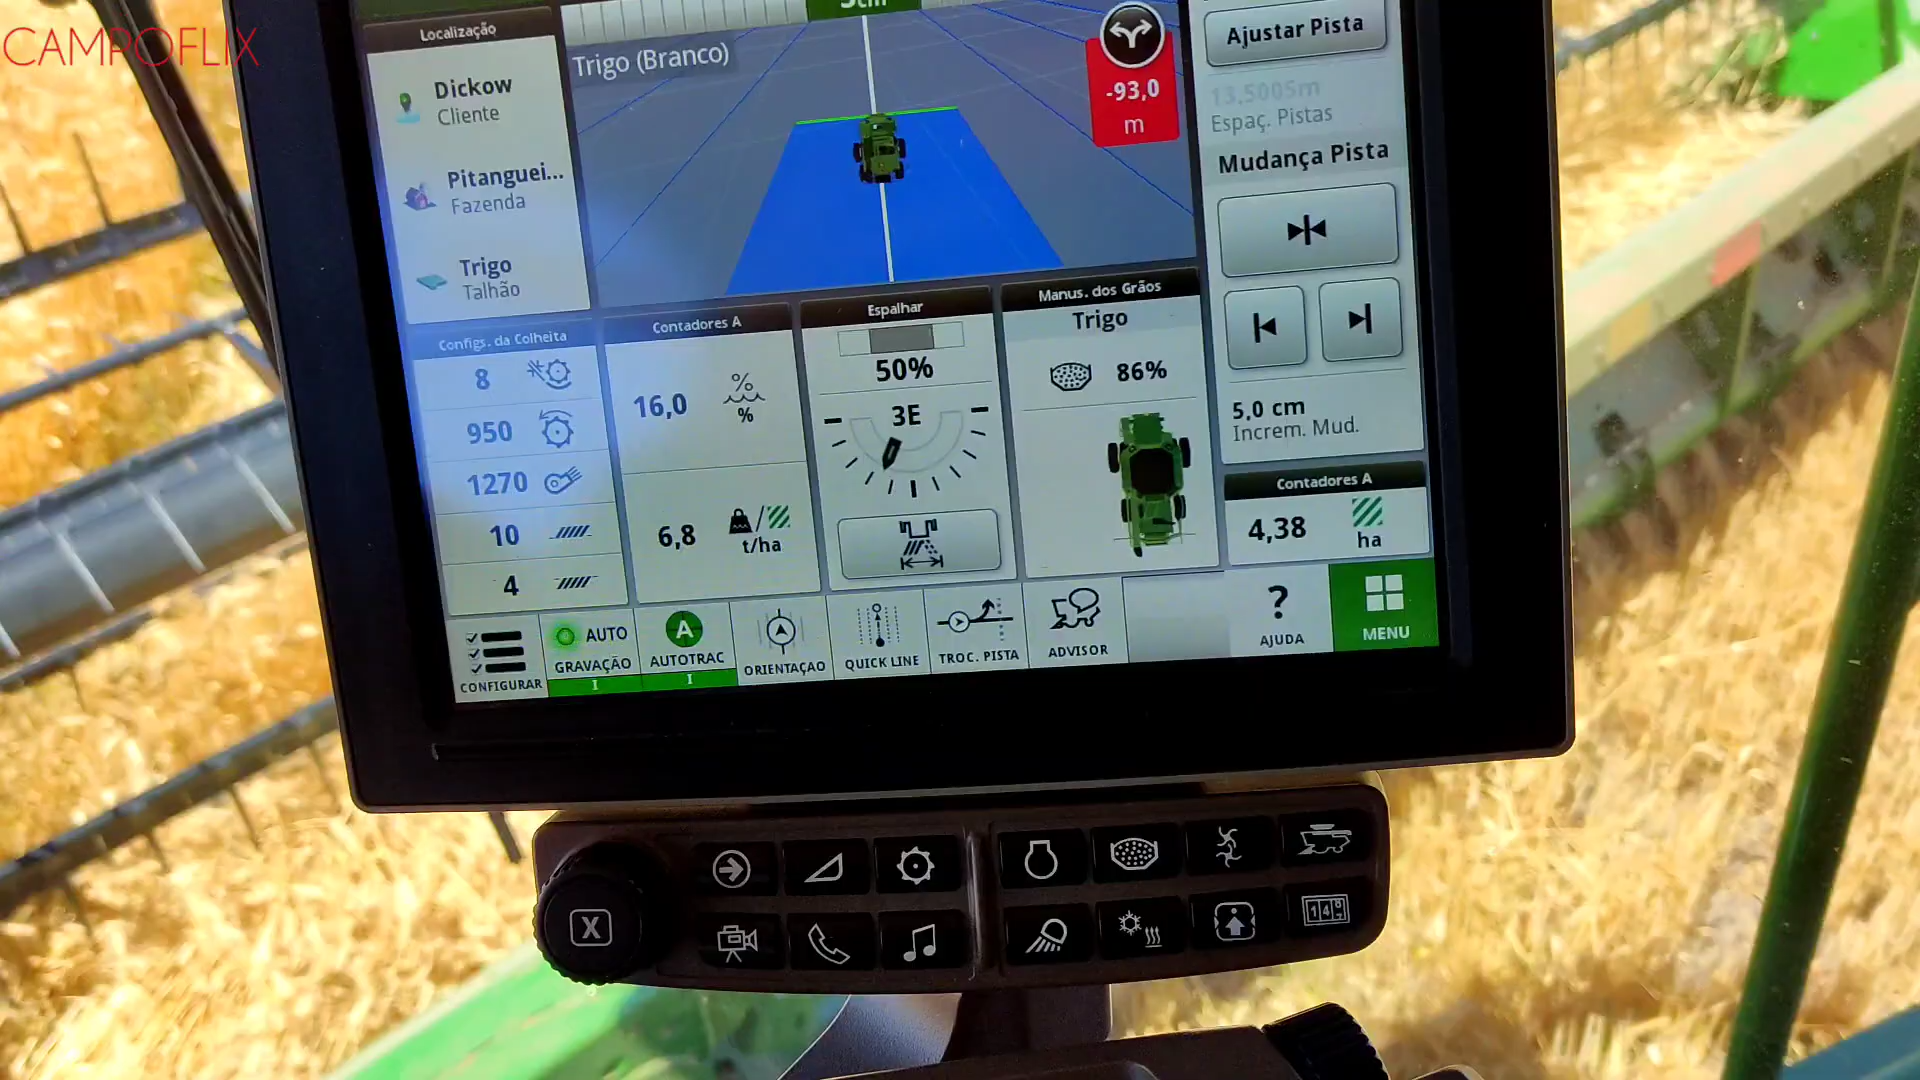 CAMPOFLIX
Localização
Dickow
Cliente
Pitanguei...
Fazenda
Trigo
Talhão
Trigo (Branco)
-93,0
m
Ajustar Pista
13,5005m
Espaç. Pistas
Mudança Pista
5,0 cm
Increm. Mud.
Configs. da Colheita
8
950
1270
10
4
Contadores A
16,0
%
%
6,8
t/ha
Espalhar
50%
3E
Manus. dos Grãos
Trigo
86%
Contadores A
4,38
ha
CONFIGURAR
AUTO
GRAVAÇÃO
I
A
AUTOTRAC
I
ORIENTAÇÃO
QUICK LINE
TROC. PISTA
ADVISOR
?
AJUDA
MENU
X